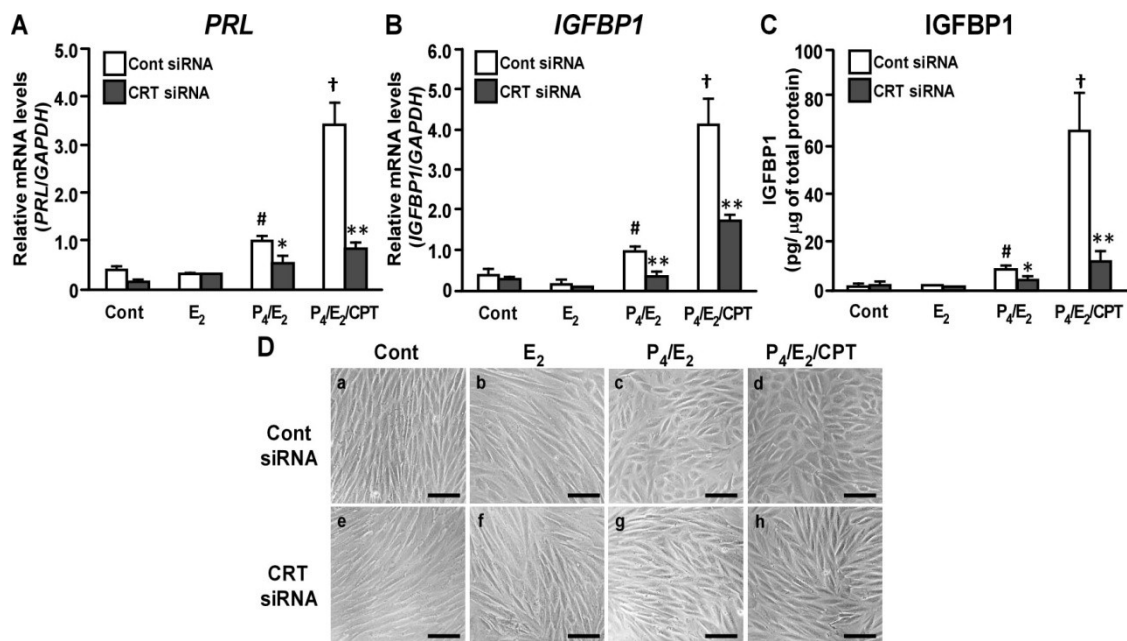 A
PRL
Relative mRNA levels
(PRL/GAPDH)
5.0
4.0
3.0
2.0
1.0
0
Cont siRNA
CRT siRNA
#
*
†
**
Cont
E2
P4/E2
P4/E2/CPT
B
IGFBP1
Relative mRNA levels
(IGFBP1/GAPDH)
6.0
5.0
4.0
3.0
2.0
1.0
0
Cont siRNA
CRT siRNA
#
**
†
**
Cont
E2
P4/E2
P4/E2/CPT
C
IGFBP1
IGFBP1
(pg/µg of total protein)
100
80
60
40
20
0
Cont siRNA
CRT siRNA
#
*
†
**
Cont
E2
P4/E2
P4/E2/CPT
D
Cont
E2
P4/E2
P4/E2/CPT
Cont
siRNA
a
b
c
d
CRT
siRNA
e
f
g
h